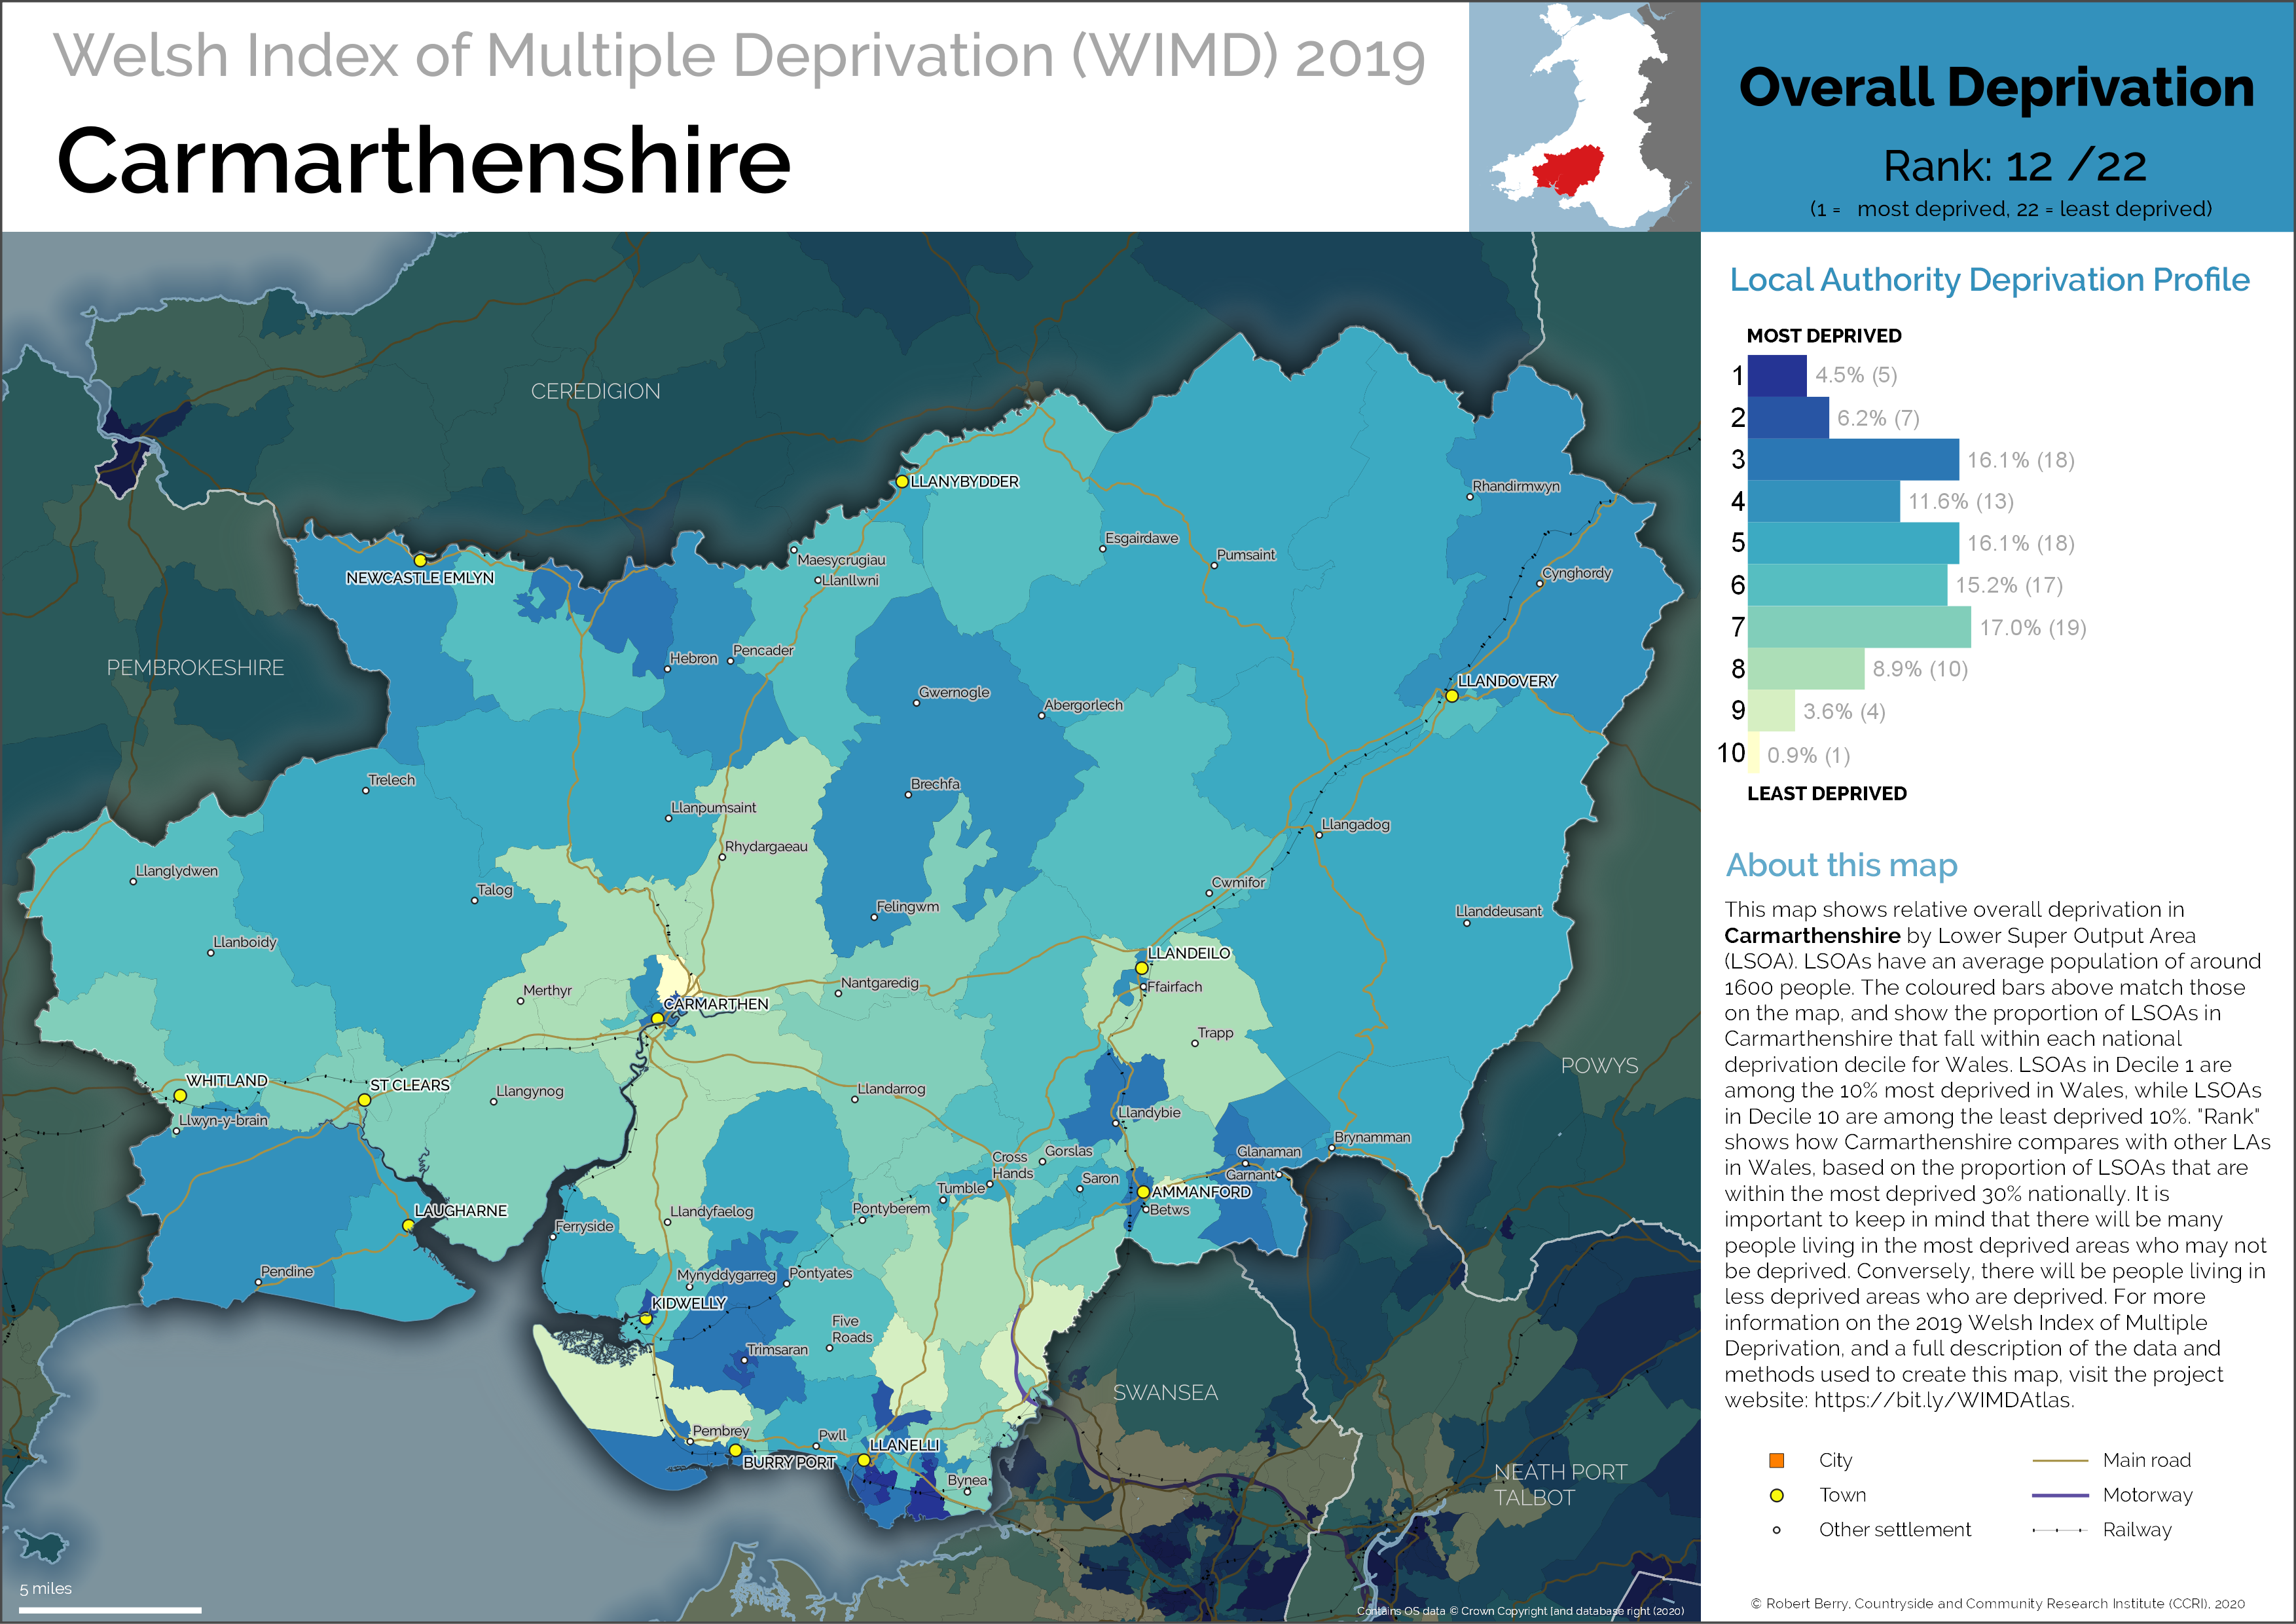 Welsh Index of Multiple Deprivation (WIMD) 2019
Carmarthenshire
Overall Deprivation
Rank: 12 /22
(1 = most deprived, 22 = least deprived)
Local Authority Deprivation Profile
MOST DEPRIVED
1 4.5% (5)
2 6.2% (7)
3 16.1% (18)
4 11.6% (13)
5 16.1% (18)
6 15.2% (17)
7 17.0% (19)
8 8.9% (10)
9 3.6% (4)
10 0.9% (1)
LEAST DEPRIVED
About this map
This map shows relative overall deprivation in
Carmarthenshire by Lower Super Output Area
(LSOA). LSOAs have an average population of around
1600 people. The coloured bars above match those
on the map, and show the proportion of LSOAs in
Carmarthenshire that fall within each national
deprivation decile for Wales. LSOAs in Decile 1 are
among the 10% most deprived in Wales, while LSOAs
in Decile 10 are among the least deprived 10%. "Rank"
shows how Carmarthenshire compares with other LAs
in Wales, based on the proportion of LSOAs that are
within the most deprived 30% nationally. It is
important to keep in mind that there will be many
people living in the most deprived areas who may not
be deprived. Conversely, there will be people living in
less deprived areas who are deprived. For more
information on the 2019 Welsh Index of Multiple
Deprivation, and a full description of the data and
methods used to create this map, visit the project
website: https://bit.ly/WIMDAtlas.
City
Town
Other settlement
Main road
Motorway
Railway
© Robert Berry, Countryside and Community Research Institute (CCRI), 2020
CEREDIGION
LLANYBYDDER
Rhandirmwyn
Esgairdawe
Pumsaint
Maesycrugiau
Llanllwni
NEWCASTLE EMLYN
Cynghordy
PEMBROKESHIRE
Hebron
Pencader
Gwernogle
Abergorlech
LLANDOVERY
Trelech
Brechfa
Llanpumsaint
Llangadog
Rhydargaeau
Llanglydwen
Talog
Cwmifor
Felingwm
Llanddeusant
Llanboidy
LLANDEILO
Merthyr
Nantgaredig
Ffairfach
CARMARTHEN
Trapp
POWYS
WHITLAND
ST CLEARS
Llangynog
Llandarrog
Llwyn-y-brain
Llandybie
Brynamman
Cross
Hands
Gorslas
Glanaman
Garnant
Saron
Tumble
AMMANFORD
Betws
LAUGHARNE
Llandyfaelog
Pontyberem
Ferryside
Pendine
Mynyddygarreg
Pontyates
KIDWELLY
Five
Roads
Trimsaran
SWANSEA
Pembrey
Pwll
LLANELLI
BURRY PORT
Bynea
NEATH PORT
TALBOT
5 miles
Contains OS data © Crown Copyright [and database right (2020)